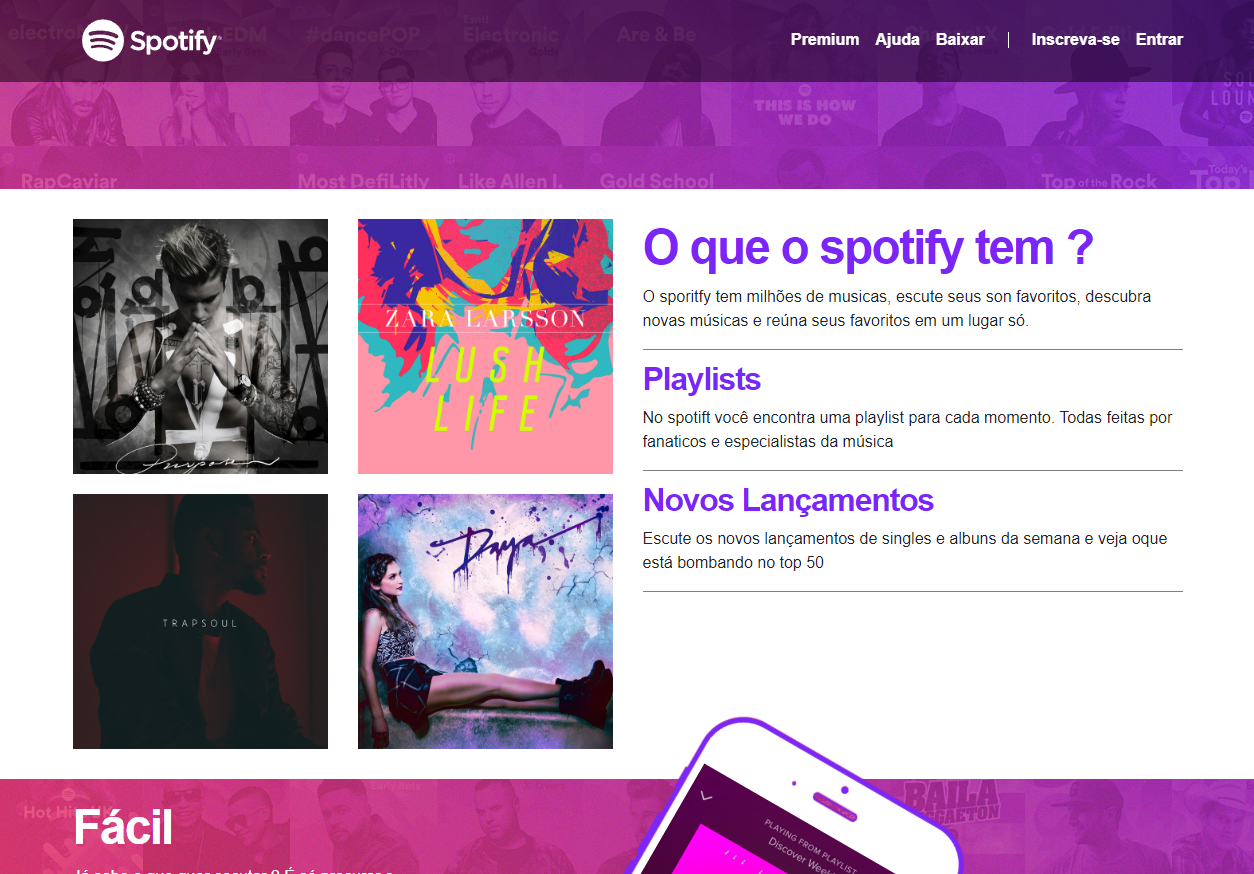 Spotify
Premium Ajuda Baixar | Inscreva-se Entrar
EDM
#dancePOP
Electronic
Are & Be
THIS IS HOW
WE DO
RapCaviar
Most DefiLitly
Like Allen I.
Gold School
Top of the Rock
Today's
Top
ZARA LARSSON
LUSH
LIFE
Purpose
TRAPSOUL
Daya
O que o spotify tem ?
O sporitfy tem milhões de musicas, escute seus son favoritos, descubra
novas músicas e reúna seus favoritos em um lugar só.
Playlists
No spotift você encontra uma playlist para cada momento. Todas feitas por
fanaticos e especialistas da música
Novos Lançamentos
Escute os novos lançamentos de singles e albuns da semana e veja oque
está bombando no top 50
Hot Hits UK
BAILA
REGGAETON
Fácil
PLAYING FROM PLAYLIST
Discover